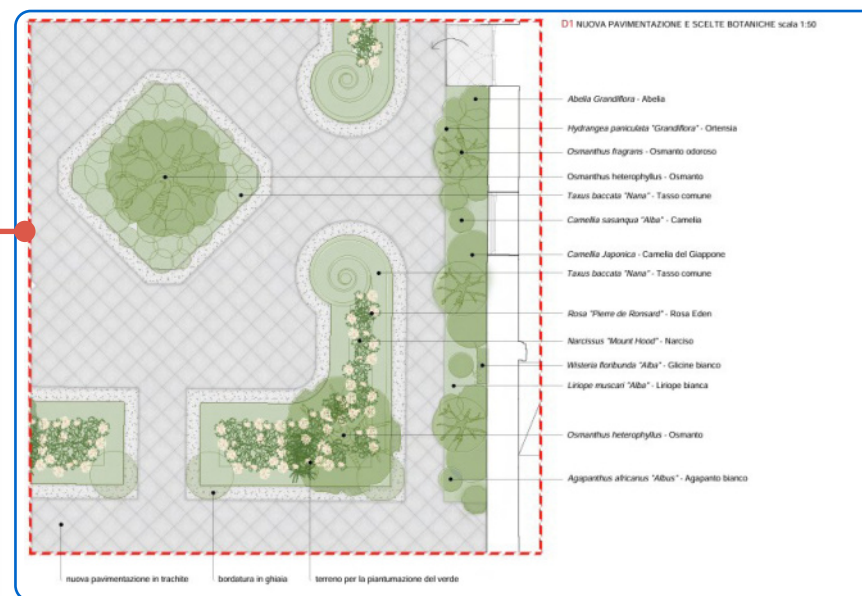 D1 NUOVA PAVIMENTAZIONE E SCELTE BOTANICHE scala 1:50
Abelia Grandiflora - Abelia
Hydrangea paniculata "Grandiflora" - Ortensia
Osmanthus fragrans - Osmanto odoroso
Osmanthus heterophyllus - Osmanto
Taxus baccata "Nana" - Tasso comune
Camellia sasanqua "Alba" - Camelia
Camellia Japonica - Camelia del Giappone
Taxus baccata "Nana" - Tasso comune
Rosa "Pierre de Ronsard" - Rosa Eden
Narcissus "Mount Hood" - Narciso
Wisteria floribunda "Alba" - Glicine bianco
Liriope muscari "Alba" - Liriope bianca
Osmanthus heterophyllus - Osmanto
Agapanthus africanus "Albus" - Agapanto bianco
nuova pavimentazione in trachite
bordatura in ghiaia
terreno per la piantumazione del verde